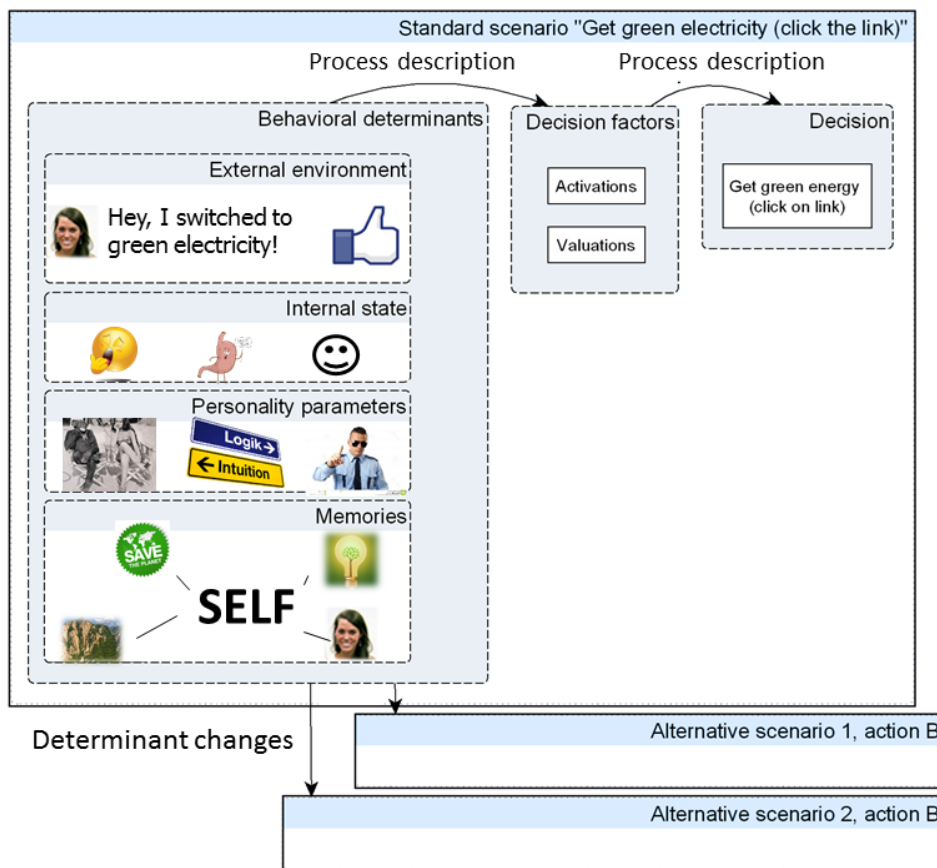 Standard scenario "Get green electricity (click the link)"
Process description
Process description
Behavioral determinants
Decision factors
Decision
External environment
Hey, I switched to
green electricity!
Activations
Valuations
Get green energy
(click on link)
Internal state
Personality parameters
Logik
Intuition
Memories
SAVE
THE PLANET
SELF
Determinant changes
Alternative scenario 1, action B
Alternative scenario 2, action B